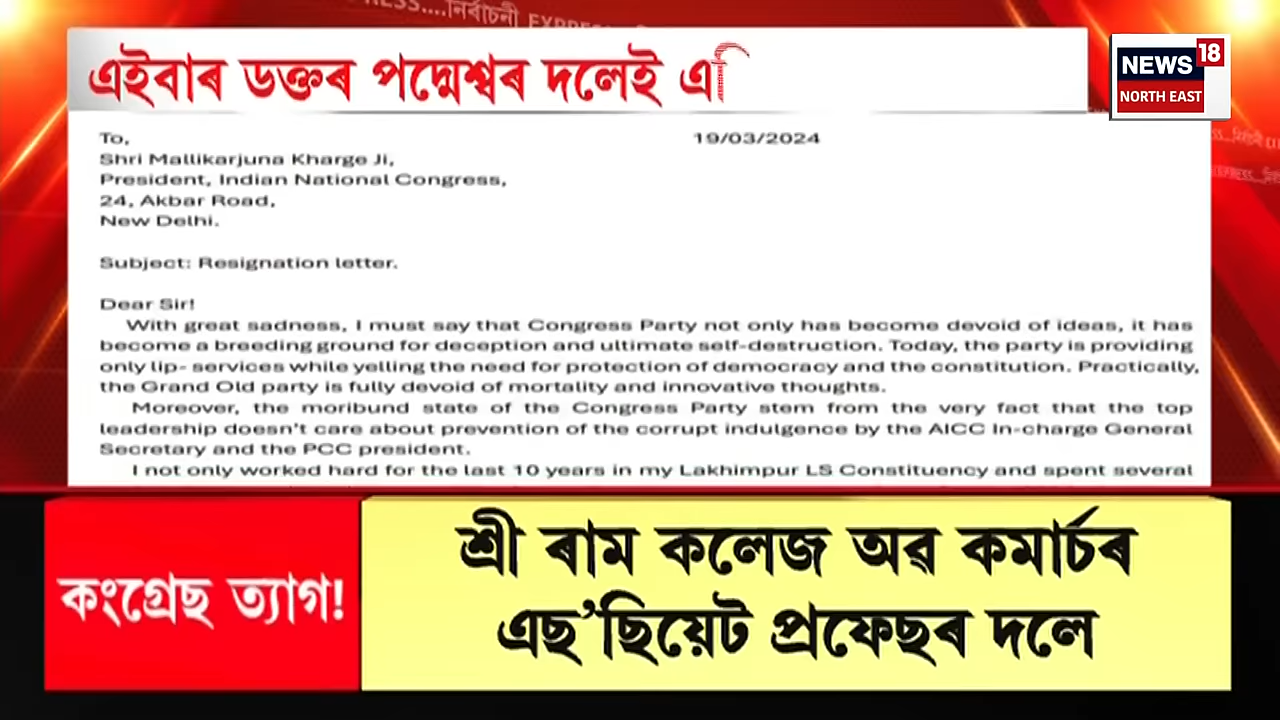 এইবাৰ ডক্তৰ পদ্মেশ্বৰ দলেই
NEWS 18
NORTH EAST
To, 19/03/2024
Shri Mallikarjuna Kharge Ji,
President, Indian National Congress,
24, Akbar Road,
New Delhi.
Subject: Resignation letter.
Dear Sir!
With great sadness, I must say that Congress Party not only has become devoid of ideas, it has
become a breeding ground for deception and ultimate self-destruction. Today, the party is providing
only lip- services while yelling the need for protection of democracy and the constitution. Practically,
the Grand Old party is fully devoid of mortality and innovative thoughts.
Moreover, the moribund state of the Congress Party stem from the very fact that the top
leadership doesn't care about prevention of the corrupt indulgence by the AICC In-charge General
Secretary and the PCC president.
I not only worked hard for the last 10 years in my Lakhimpur LS Constituency and spent several
কংগ্ৰেছ ত্যাগ!
শ্ৰী ৰাম কলেজ অৱ কমাৰ্চৰ
এছ'ছিয়েট প্ৰফেছৰ দলে